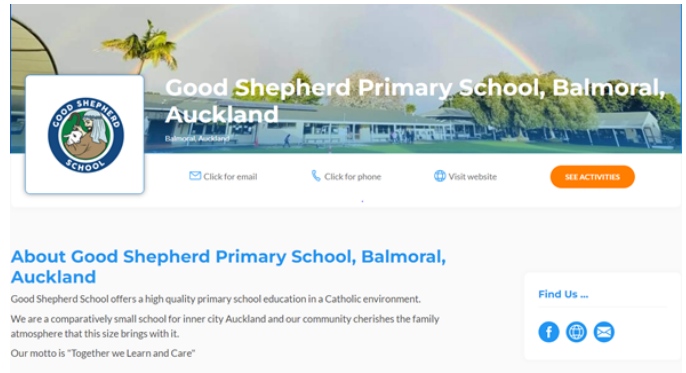 Good Shepherd Primary School, Balmoral,
Auckland
Balmoral, Auckland
GOOD SHEPHERD
SCHOOL
Click for email
Click for phone
Visit website
SEE ACTIVITIES
About Good Shepherd Primary School, Balmoral,
Auckland
Good Shepherd School offers a high quality primary school education in a Catholic environment.
We are a comparatively small school for inner city Auckland and our community cherishes the family
atmosphere that this size brings with it.
Our motto is "Together we Learn and Care"
Find Us ...